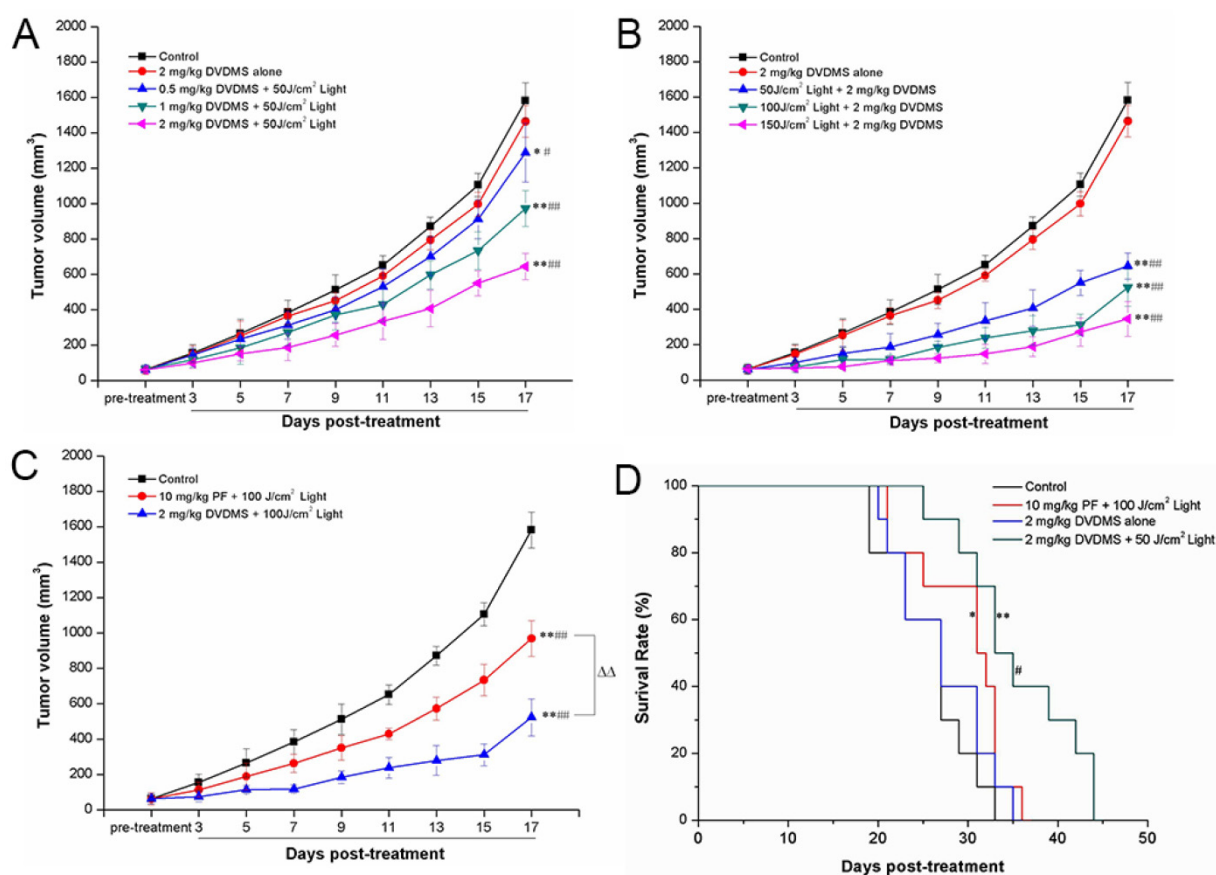 A
Tumor volume (mm³)
2000
1800
1600
1400
1200
1000
800
600
400
200
0
Control
2 mg/kg DVDMS alone
0.5 mg/kg DVDMS + 50J/cm² Light
1 mg/kg DVDMS + 50J/cm² Light
2 mg/kg DVDMS + 50J/cm² Light
* #
**##
**##
pre-treatment 3 5 7 9 11 13 15 17
Days post-treatment
B
Tumor volume (mm³)
2000
1800
1600
1400
1200
1000
800
600
400
200
0
Control
2 mg/kg DVDMS alone
50J/cm² Light + 2 mg/kg DVDMS
100J/cm² Light + 2 mg/kg DVDMS
150J/cm² Light + 2 mg/kg DVDMS
**##
**##
**##
pre-treatment 3 5 7 9 11 13 15 17
Days post-treatment
C
Tumor volume (mm³)
2000
1800
1600
1400
1200
1000
800
600
400
200
0
Control
10 mg/kg PF + 100 J/cm² Light
2 mg/kg DVDMS + 100J/cm² Light
**##
ΔΔ
**##
pre-treatment 3 5 7 9 11 13 15 17
Days post-treatment
D
Surival Rate (%)
100
80
60
40
20
0
Control
10 mg/kg PF + 100 J/cm² Light
2 mg/kg DVDMS alone
2 mg/kg DVDMS + 50 J/cm² Light
* **
#
0 10 20 30 40 50
Days post-treatment